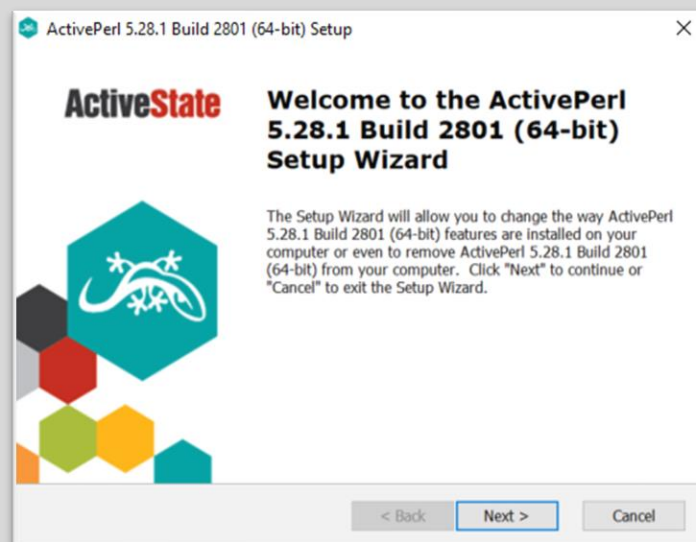 ActivePerl 5.28.1 Build 2801 (64-bit) Setup
ActiveState
Welcome to the ActivePerl
5.28.1 Build 2801 (64-bit)
Setup Wizard
The Setup Wizard will allow you to change the way ActivePerl
5.28.1 Build 2801 (64-bit) features are installed on your
computer or even to remove ActivePerl 5.28.1 Build 2801
(64-bit) from your computer. Click "Next" to continue or
"Cancel" to exit the Setup Wizard.
< Back
Next >
Cancel